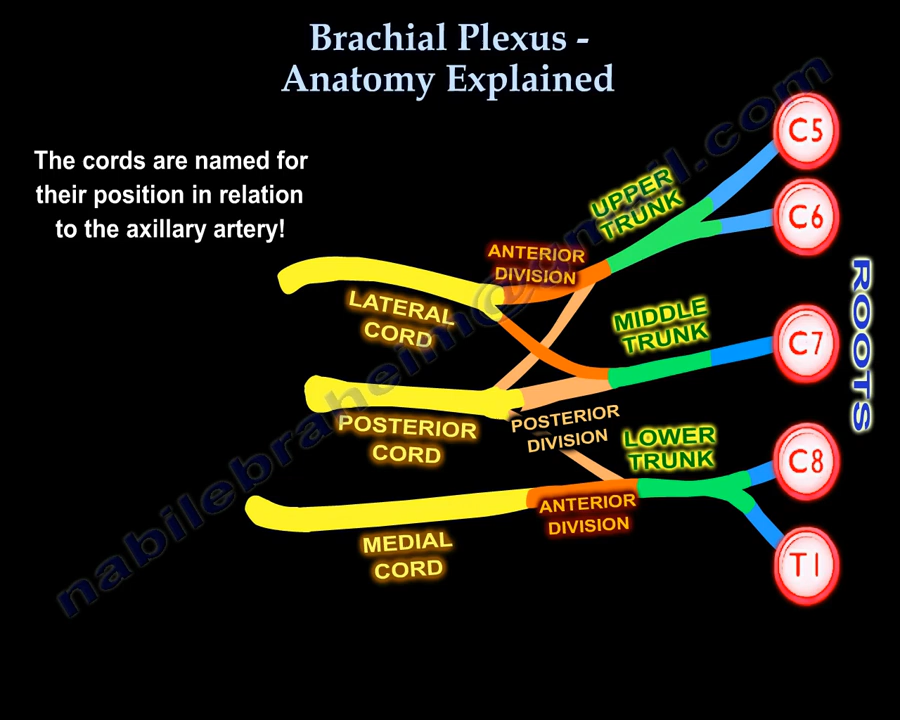 Brachial Plexus -
Anatomy Explained
The cords are named for
their position in relation
to the axillary artery!
C5
UPPER
TRUNK
C6
ANTERIOR
DIVISION
ROOTS
LATERAL
CORD
MIDDLE
TRUNK
C7
POSTERIOR
CORD
POSTERIOR
DIVISION
LOWER
TRUNK
C8
ANTERIOR
DIVISION
MEDIAL
CORD
T1
nabilebraheim@gmail.com